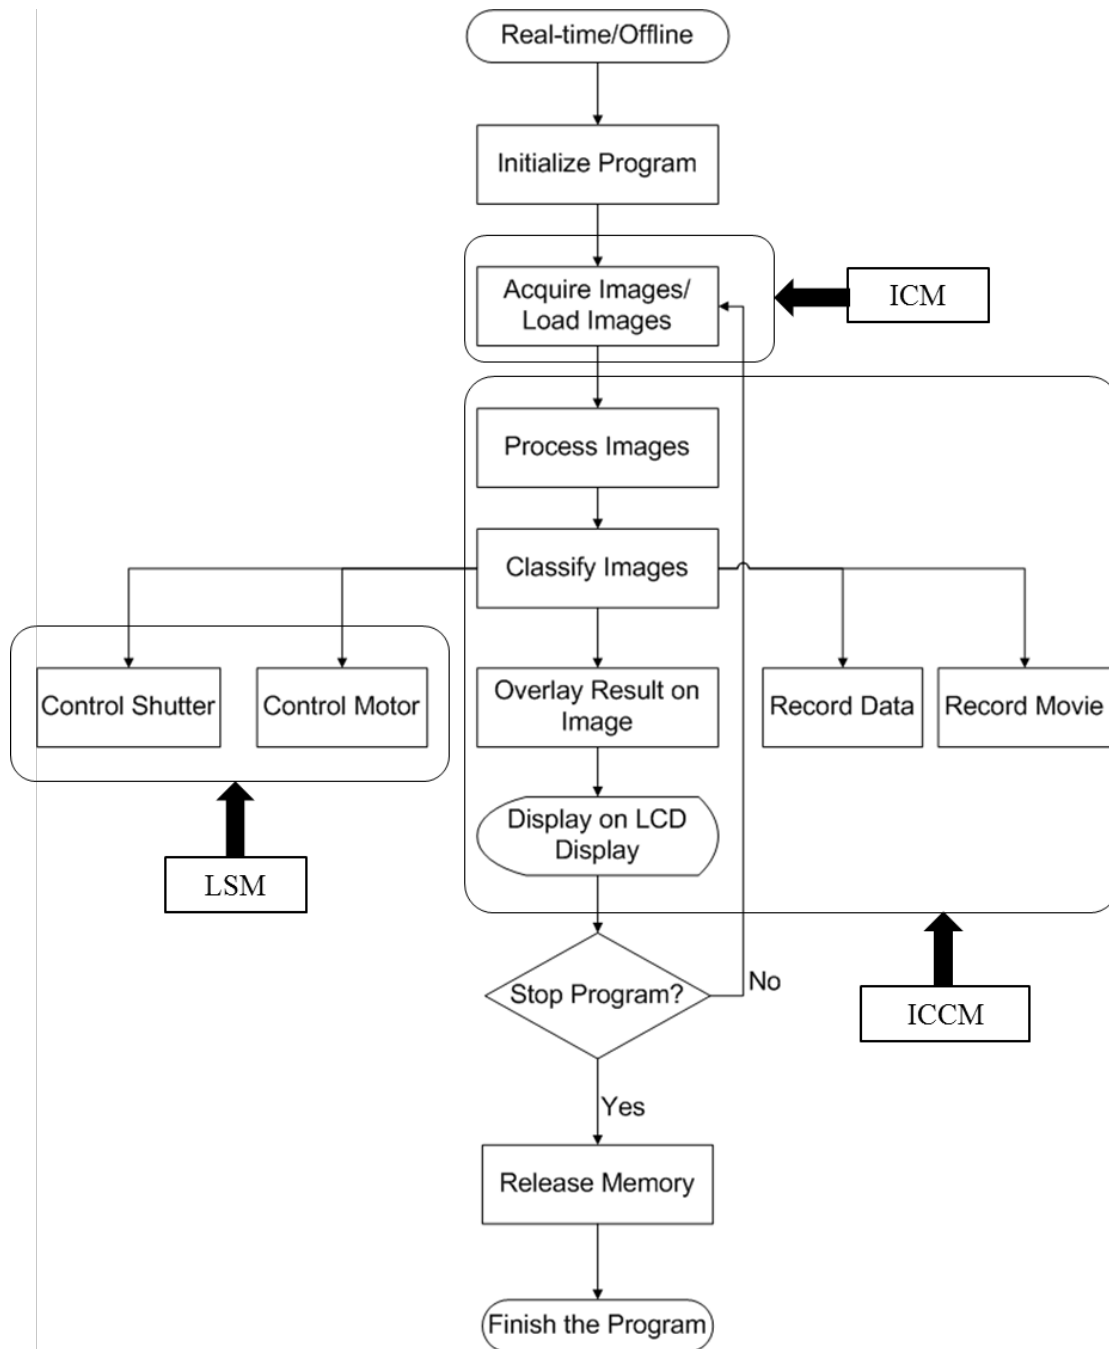 Real-time/Offline
Initialize Program
Acquire Images/
Load Images
ICM
Process Images
Classify Images
Control Shutter
Control Motor
Overlay Result on
Image
Record Data
Record Movie
Display on LCD
Display
LSM
Stop Program?
No
ICCM
Yes
Release Memory
Finish the Program